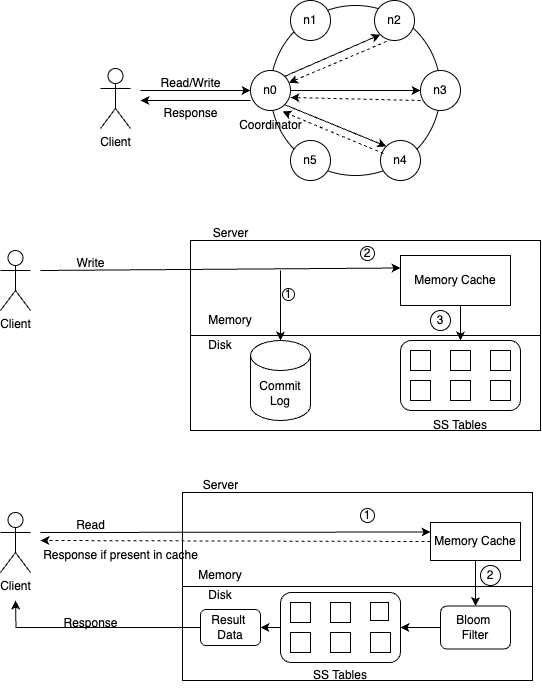 n1
n2
Read/Write
n0
n3
Response
Client
Coordinator
n5
n4
Server
Write
②
Memory Cache
①
Client
Memory
③
Disk
Commit
Log
SS Tables
Server
Read
①
Response if present in cache
Memory Cache
Client
Memory
②
Disk
Response
Result
Data
Bloom
Filter
SS Tables